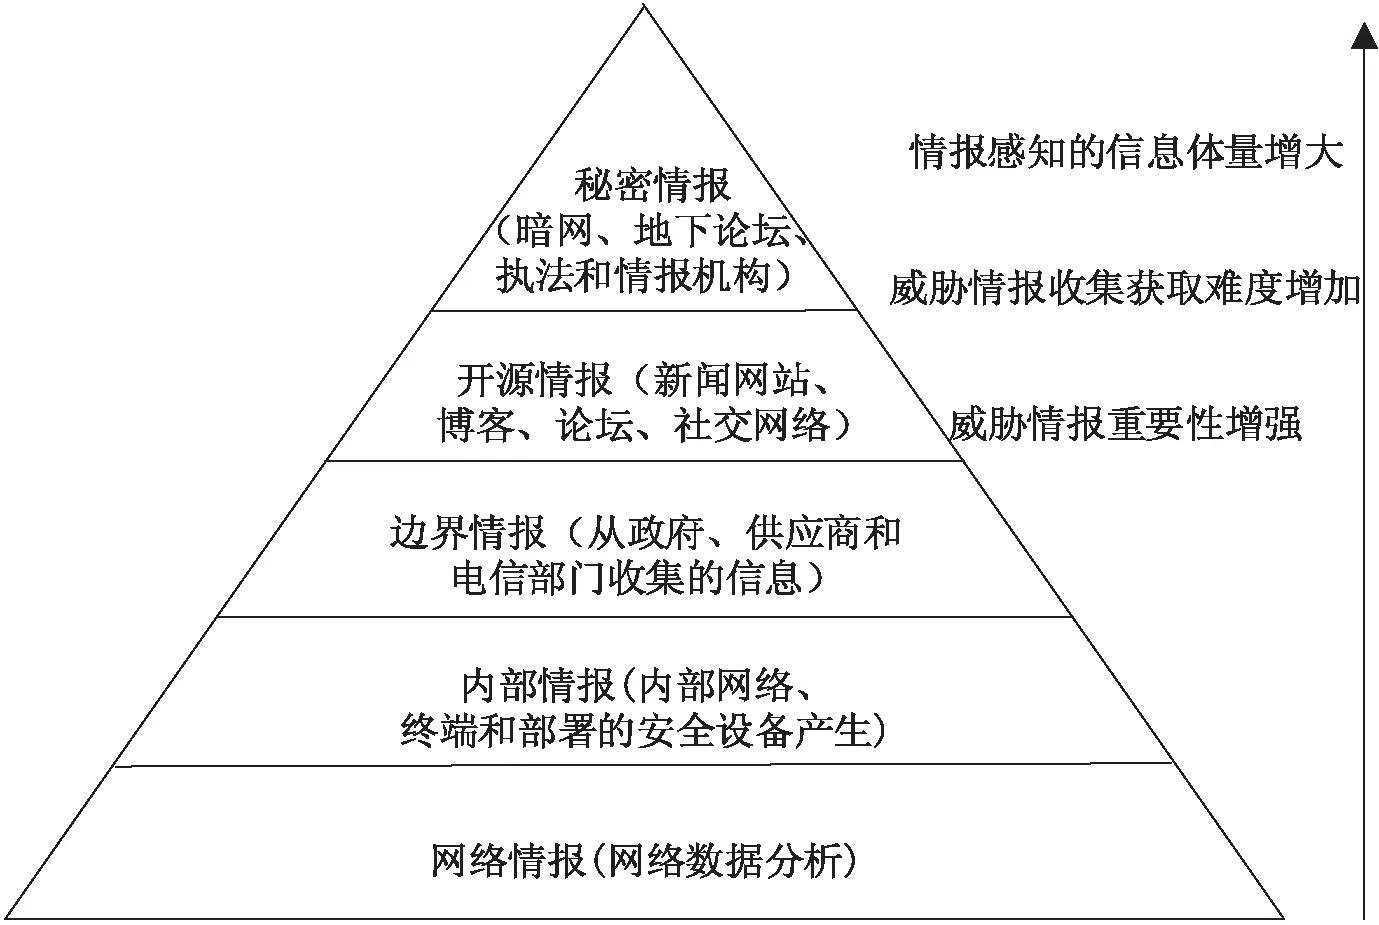 情报感知的信息体量增大
秘密情报
（暗网、地下论坛、
执法和情报机构）
威胁情报收集获取难度增加
开源情报（新闻网站、
博客、论坛、社交网络）
威胁情报重要性增强
边界情报（从政府、供应商和
电信部门收集的信息）
内部情报(内部网络、
终端和部署的安全设备产生)
网络情报(网络数据分析)